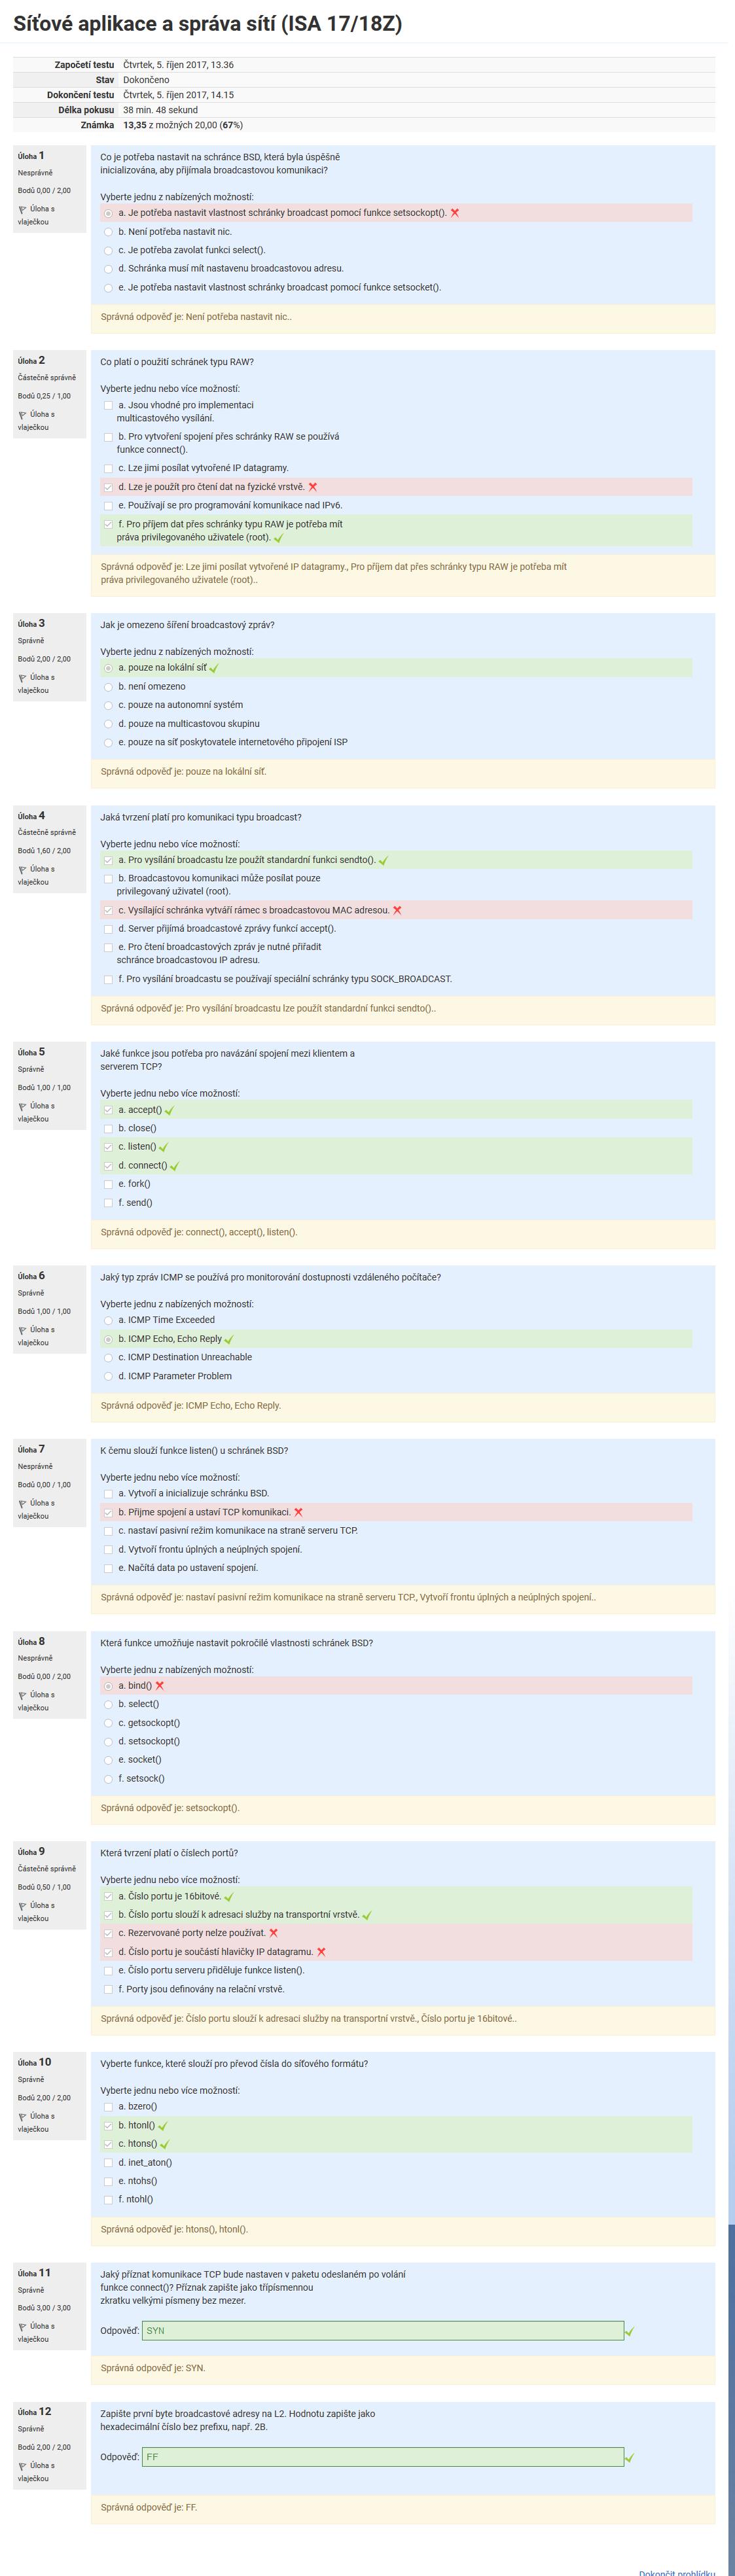 Síťové aplikace a správa sítí (ISA 17/18Z)
Započetí testu Čtvrtek, 5. říjen 2017, 13.36
Stav Dokončeno
Dokončení testu Čtvrtek, 5. říjen 2017, 14.15
Délka pokusu 38 min. 48 sekund
Známka 13,35 z možných 20,00 (67%)
Úloha 1
Nesprávně
Bodů 0,00 / 2,00
Úloha s
vlaječkou
Co je potřeba nastavit na schránce BSD, která byla úspěšně
inicializována, aby přijímala broadcastovou komunikaci?
Vyberte jednu z nabízených možností:
a. Je potřeba nastavit vlastnost schránky broadcast pomocí funkce setsockopt().
b. Není potřeba nastavit nic.
c. Je potřeba zavolat funkci select().
d. Schránka musí mít nastavenu broadcastovou adresu.
e. Je potřeba nastavit vlastnost schránky broadcast pomocí funkce setsocket().
Správná odpověď je: Není potřeba nastavit nic..
Úloha 2
Částečně správně
Bodů 0,25 / 1,00
Úloha s
vlaječkou
Co platí o použití schránek typu RAW?
Vyberte jednu nebo více možností:
a. Jsou vhodné pro implementaci
multicastového vysílání.
b. Pro vytvoření spojení přes schránky RAW se používá
funkce connect().
c. Lze jimi posílat vytvořené IP datagramy.
d. Lze je použít pro čtení dat na fyzické vrstvě.
e. Používají se pro programování komunikace nad IPv6.
f. Pro příjem dat přes schránky typu RAW je potřeba mít
práva privilegovaného uživatele (root).
Správná odpověď je: Lze jimi posílat vytvořené IP datagramy., Pro příjem dat přes schránky typu RAW je potřeba mít
práva privilegovaného uživatele (root)..
Úloha 3
Správně
Bodů 2,00 / 2,00
Úloha s
vlaječkou
Jak je omezeno šíření broadcastový zpráv?
Vyberte jednu z nabízených možností:
a. pouze na lokální síť
b. není omezeno
c. pouze na autonomní systém
d. pouze na multicastovou skupinu
e. pouze na síť poskytovatele internetového připojení ISP
Správná odpověď je: pouze na lokální síť.
Úloha 4
Částečně správně
Bodů 1,60 / 2,00
Úloha s
vlaječkou
Jaká tvrzení platí pro komunikaci typu broadcast?
Vyberte jednu nebo více možností:
a. Pro vysílání broadcastu lze použít standardní funkci sendto().
b. Broadcastovou komunikaci může posílat pouze
privilegovaný uživatel (root).
c. Vysílající schránka vytváří rámec s broadcastovou MAC adresou.
d. Server přijímá broadcastové zprávy funkcí accept().
e. Pro čtení broadcastových zpráv je nutné přiřadit
schránce broadcastovou IP adresu.
f. Pro vysílání broadcastu se používají speciální schránky typu SOCK_BROADCAST.
Správná odpověď je: Pro vysílání broadcastu lze použít standardní funkci sendto()..
Úloha 5
Správně
Bodů 1,00 / 1,00
Úloha s
vlaječkou
Jaké funkce jsou potřeba pro navázání spojení mezi klientem a
serverem TCP?
Vyberte jednu nebo více možností:
a. accept()
b. close()
c. listen()
d. connect()
e. fork()
f. send()
Správná odpověď je: connect(), accept(), listen().
Úloha 6
Správně
Bodů 1,00 / 1,00
Úloha s
vlaječkou
Jaký typ zpráv ICMP se používá pro monitorování dostupnosti vzdáleného počítače?
Vyberte jednu z nabízených možností:
a. ICMP Time Exceeded
b. ICMP Echo, Echo Reply
c. ICMP Destination Unreachable
d. ICMP Parameter Problem
Správná odpověď je: ICMP Echo, Echo Reply.
Úloha 7
Nesprávně
Bodů 0,00 / 1,00
Úloha s
vlaječkou
K čemu slouží funkce listen() u schránek BSD?
Vyberte jednu nebo více možností:
a. Vytvoří a inicializuje schránku BSD.
b. Přijme spojení a ustaví TCP komunikaci.
c. nastaví pasivní režim komunikace na straně serveru TCP.
d. Vytvoří frontu úplných a neúplných spojení.
e. Načítá data po ustavení spojení.
Správná odpověď je: nastaví pasivní režim komunikace na straně serveru TCP., Vytvoří frontu úplných a neúplných spojení..
Úloha 8
Nesprávně
Bodů 0,00 / 2,00
Úloha s
vlaječkou
Která funkce umožňuje nastavit pokročilé vlastnosti schránek BSD?
Vyberte jednu z nabízených možností:
a. bind()
b. select()
c. getsockopt()
d. setsockopt()
e. socket()
f. setsock()
Správná odpověď je: setsockopt().
Úloha 9
Částečně správně
Bodů 0,50 / 1,00
Úloha s
vlaječkou
Která tvrzení platí o číslech portů?
Vyberte jednu nebo více možností:
a. Číslo portu je 16bitové.
b. Číslo portu slouží k adresaci služby na transportní vrstvě.
c. Rezervované porty nelze používat.
d. Číslo portu je součástí hlavičky IP datagramu.
e. Číslo portu serveru přiděluje funkce listen().
f. Porty jsou definovány na relační vrstvě.
Správná odpověď je: Číslo portu slouží k adresaci služby na transportní vrstvě., Číslo portu je 16bitové..
Úloha 10
Správně
Bodů 2,00 / 2,00
Úloha s
vlaječkou
Vyberte funkce, které slouží pro převod čísla do síťového formátu?
Vyberte jednu nebo více možností:
a. bzero()
b. htonl()
c. htons()
d. inet_aton()
e. ntohs()
f. ntohl()
Správná odpověď je: htons(), htonl().
Úloha 11
Správně
Bodů 3,00 / 3,00
Úloha s
vlaječkou
Jaký příznat komunikace TCP bude nastaven v paketu odeslaném po volání
funkce connect()? Příznak zapište jako třípísmennou
zkratku velkými písmeny bez mezer.
Odpověď: SYN
Správná odpověď je: SYN.
Úloha 12
Správně
Bodů 2,00 / 2,00
Úloha s
vlaječkou
Zapište první byte broadcastové adresy na L2. Hodnotu zapište jako
hexadecimální číslo bez prefixu, např. 2B.
Odpověď: FF
Správná odpověď je: FF.
Dokončit prohlídku